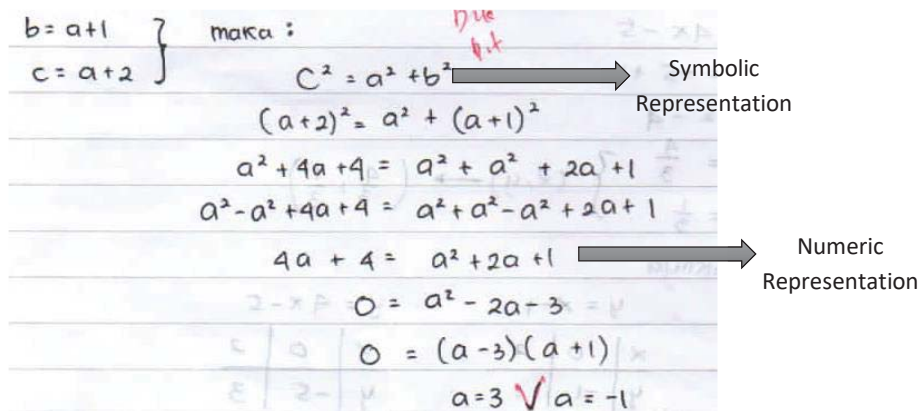 b = a+1 } maka :
c = a+2
C² = a² + b²
Symbolic
Representation
(a+2)² = a² + (a+1)²
a² + 4a + 4 = a² + a² + 2a + 1
a² - a² + 4a + 4 = a² + a² - a² + 2a + 1
4a + 4 = a² + 2a + 1
Numeric
Representation
0 = a² - 2a - 3
0 = (a-3)(a+1)
a = 3 V a = -1